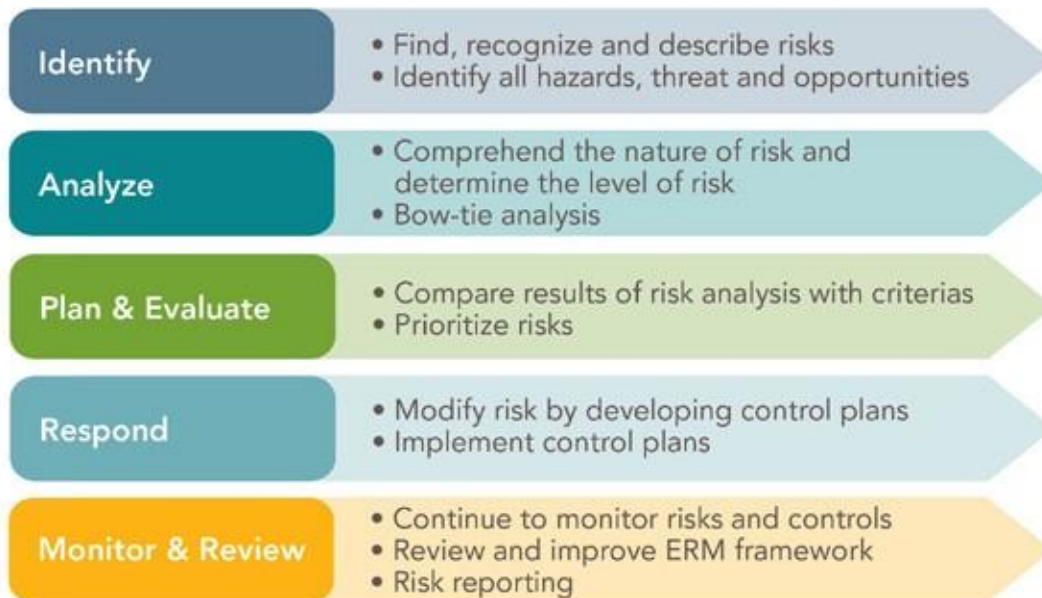 Identify
• Find, recognize and describe risks
• Identify all hazards, threat and opportunities
Analyze
• Comprehend the nature of risk and
determine the level of risk
• Bow-tie analysis
Plan & Evaluate
• Compare results of risk analysis with criterias
• Prioritize risks
Respond
• Modify risk by developing control plans
• Implement control plans
Monitor & Review
• Continue to monitor risks and controls
• Review and improve ERM framework
• Risk reporting